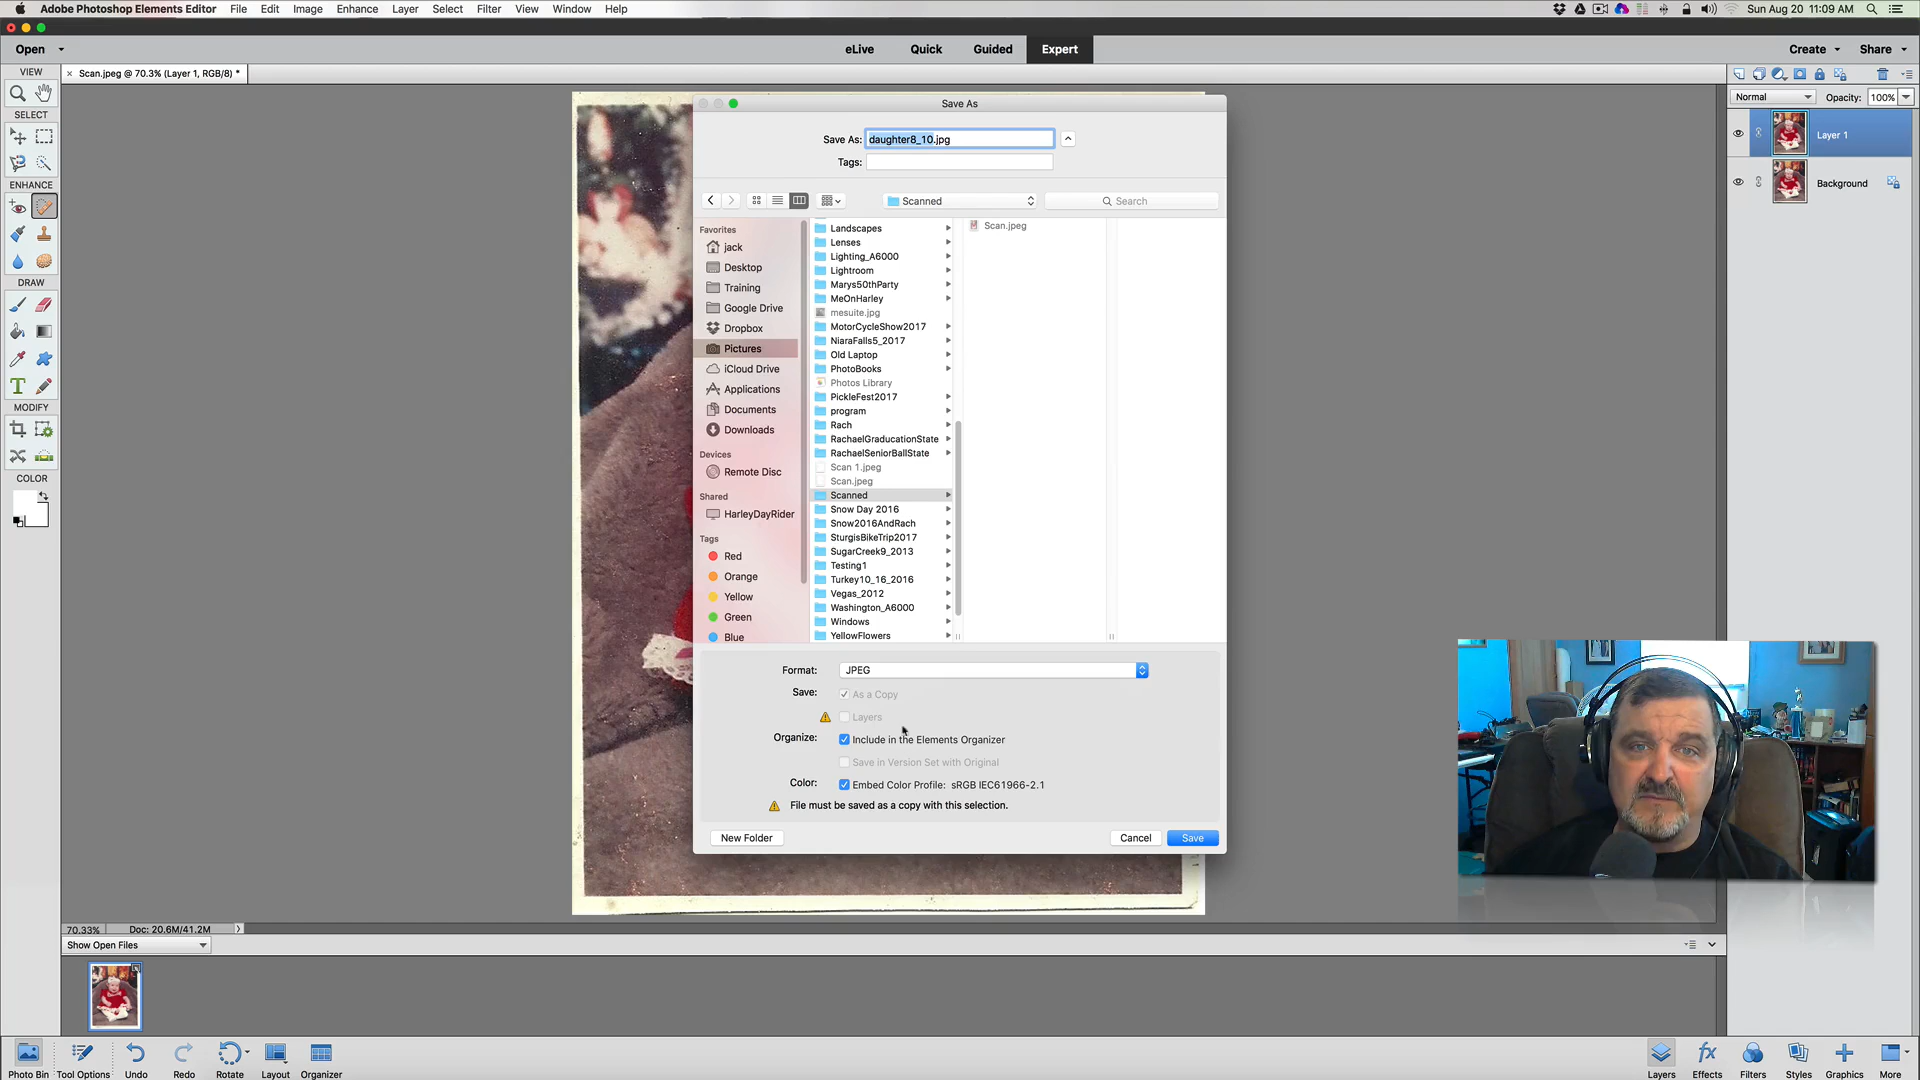 Adobe Photoshop Elements Editor File Edit Image Enhance Layer Select Filter View Window Help
Sun Aug 20 11:09 AM
Open eLive Quick Guided Expert Create Share
× Scan.jpeg @ 70.3% (Layer 1, RGB/8) *
VIEW
SELECT
ENHANCE
DRAW
MODIFY
COLOR
Save As
Save As: daughter8_10.jpg
Tags:
Scanned
Search
Favorites
jack
Desktop
Training
Google Drive
Dropbox
Pictures
iCloud Drive
Applications
Documents
Downloads
Devices
Remote Disc
Shared
HarleyDayRider
Tags
Red
Orange
Yellow
Green
Blue
Landscapes
Lenses
Lighting_A6000
Lightroom
Marys50thParty
MeOnHarley
mesuite.jpg
MotorCycleShow2017
NiaraFalls5_2017
Old Laptop
PhotoBooks
Photos Library
PickleFest2017
program
Rach
RachaelGraducationState
RachaelSeniorBallState
Scan 1.jpeg
Scan.jpeg
Scanned
Snow Day 2016
Snow2016AndRach
SturgisBikeTrip2017
SugarCreek9_2013
Testing1
Turkey10_16_2016
Vegas_2012
Washington_A6000
Windows
YellowFlowers
Scan.jpeg
Format: JPEG
Save: As a Copy
Layers
Organize: Include in the Elements Organizer
Save in Version Set with Original
Color: Embed Color Profile: sRGB IEC61966-2.1
File must be saved as a copy with this selection.
New Folder Cancel Save
Normal Opacity: 100%
Layer 1
Background
70.33% Doc: 20.6M/41.2M
Show Open Files
Photo Bin Tool Options Undo Redo Rotate Layout Organizer
Layers Effects Filters Styles Graphics More